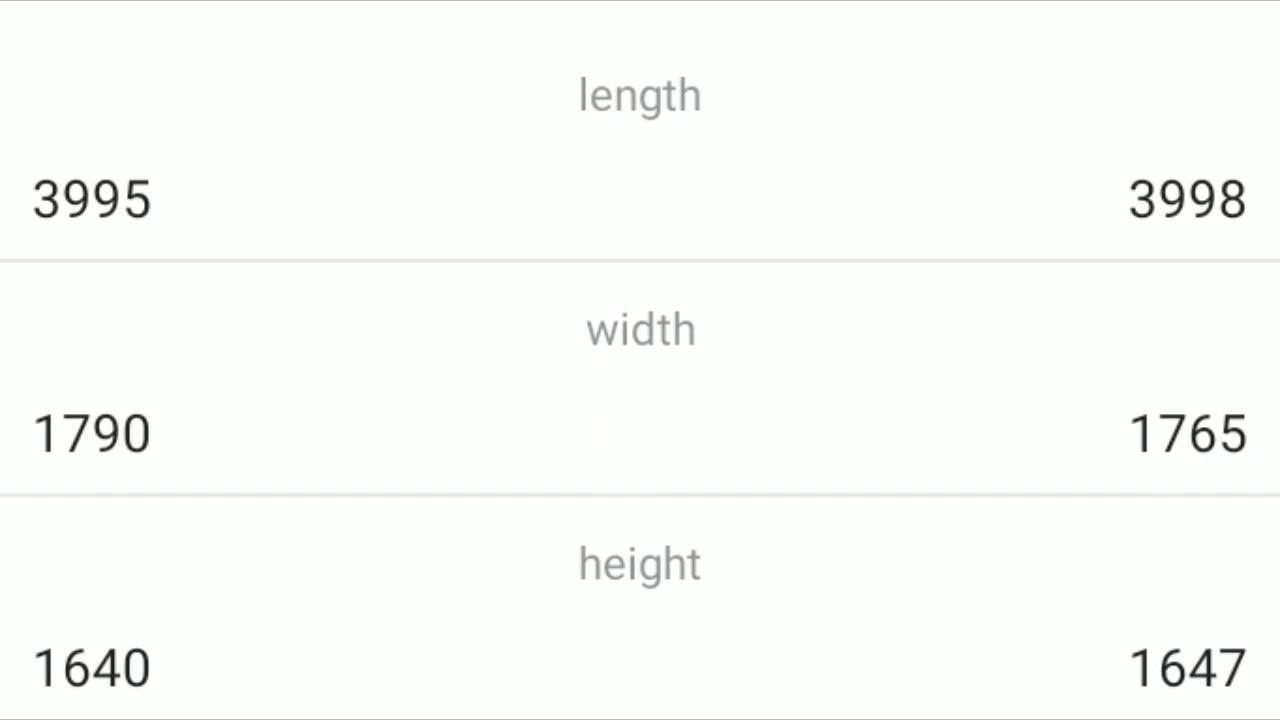 length
3995 3998
width
1790 1765
height
1640 1647